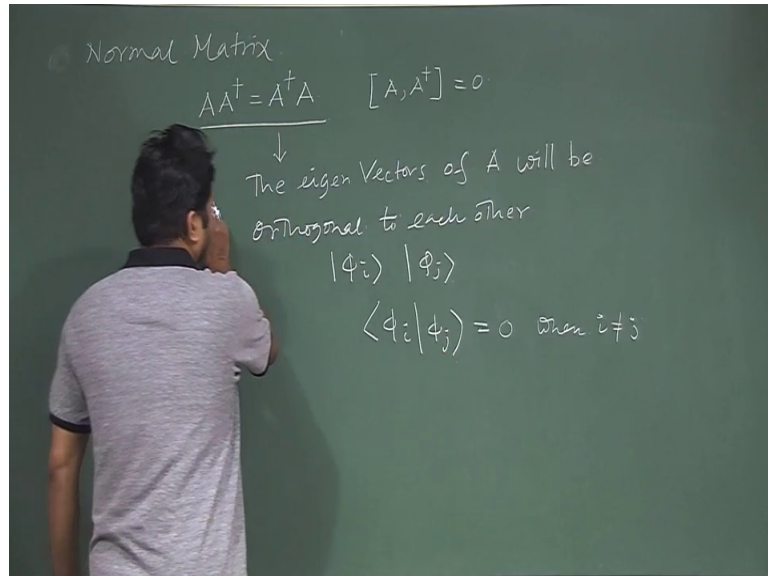 Normal Matrix
AA† = A†A [A, A†] = 0
↓
The eigen Vectors of A will be
orthogonal to each other
|ϕi⟩ |ϕj⟩
⟨ϕi|ϕj⟩ = 0 when i≠j